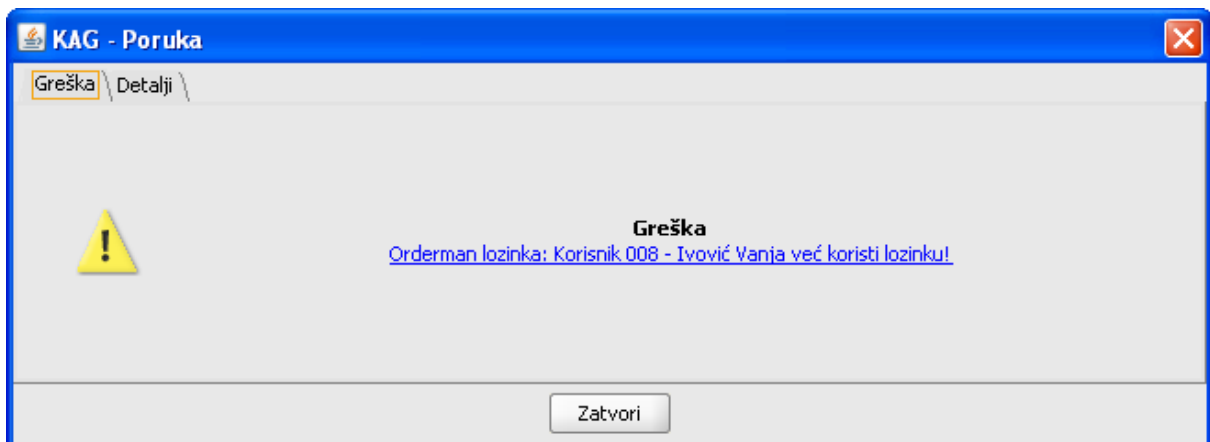 KAG - Poruka
Greška Detalji
Greška
Orderman lozinka: Korisnik 008 - Ivović Vanja već koristi lozinku!
Zatvori